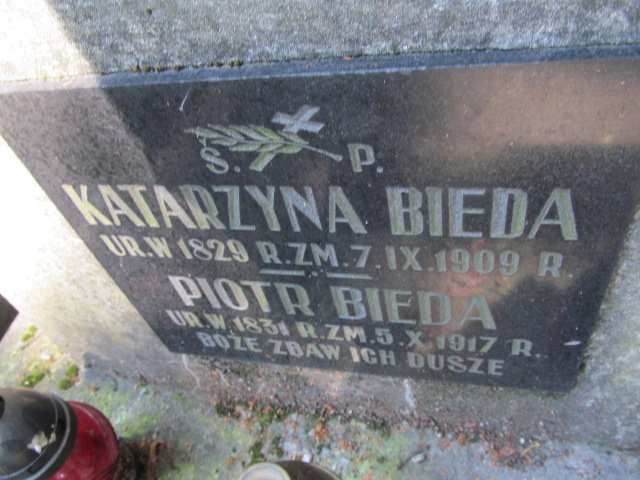 Ś. P.
KATARZYNA BIEDA
UR. W 1829 R. ZM. 7. IX. 1909 R.
PIOTR BIEDA
UR. W. 1831 R. ZM. 5. X. 1917 R.
BOŻE ZBAW ICH DUSZE